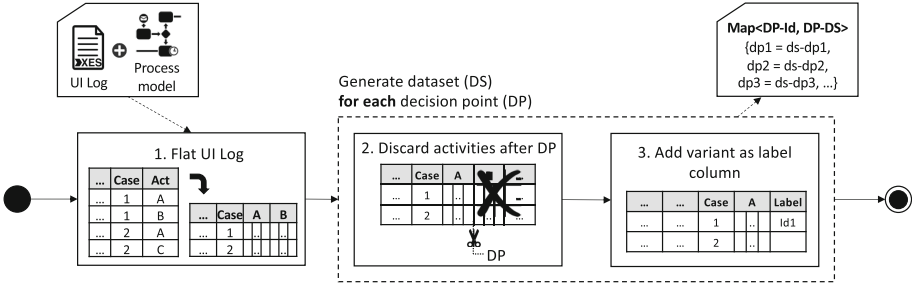 XES
UI Log
Process
model
Map<DP-Id, DP-DS>
{dp1 = ds-dp1,
dp2 = ds-dp2,
dp3 = ds-dp3, ...}
Generate dataset (DS)
for each decision point (DP)
1. Flat UI Log
... Case Act
... 1 A
... 1 B
... 2 A
... 2 C
... Case A B
... 1 .. ..
... 2 .. ..
2. Discard activities after DP
... Case A ...
... 1 ..
... 2 .. ..
DP
3. Add variant as label
column
... ... Case A Label
... ... 1 .. Id1
... ... 2 ..